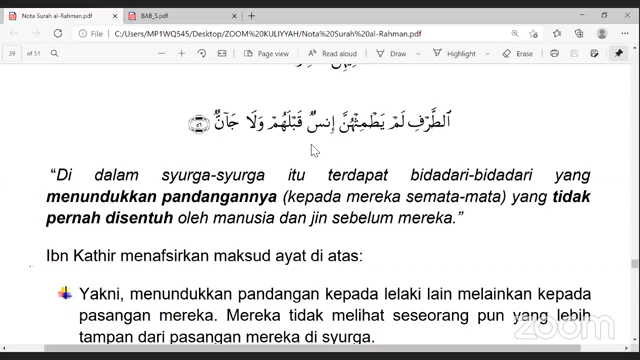 Nota Surah al-Rahman.pdf
BAB_5.pdf
File
C:/Users/MP1WQ545/Desktop/ZOOM%20KULIYYAH/Nota%20Surah%20al-Rahman.pdf
39 of 51
Page view
Read aloud
Draw
Highlight
Erase
ٱلطَّرْفِ لَمْ يَطْمِثْهُنَّ إِنسٌ قَبْلَهُمْ وَلَا جَآنٌّ ٥٦
“Di dalam syurga-syurga itu terdapat bidadari-bidadari yang
menundukkan pandangannya (kepada mereka semata-mata) yang tidak
pernah disentuh oleh manusia dan jin sebelum mereka.”
Ibn Kathir menafsirkan maksud ayat di atas:
Yakni, menundukkan pandangan kepada lelaki lain melainkan kepada
pasangan mereka. Mereka tidak melihat seseorang pun yang lebih
tampan dari pasangan mereka di syurga.
zoom